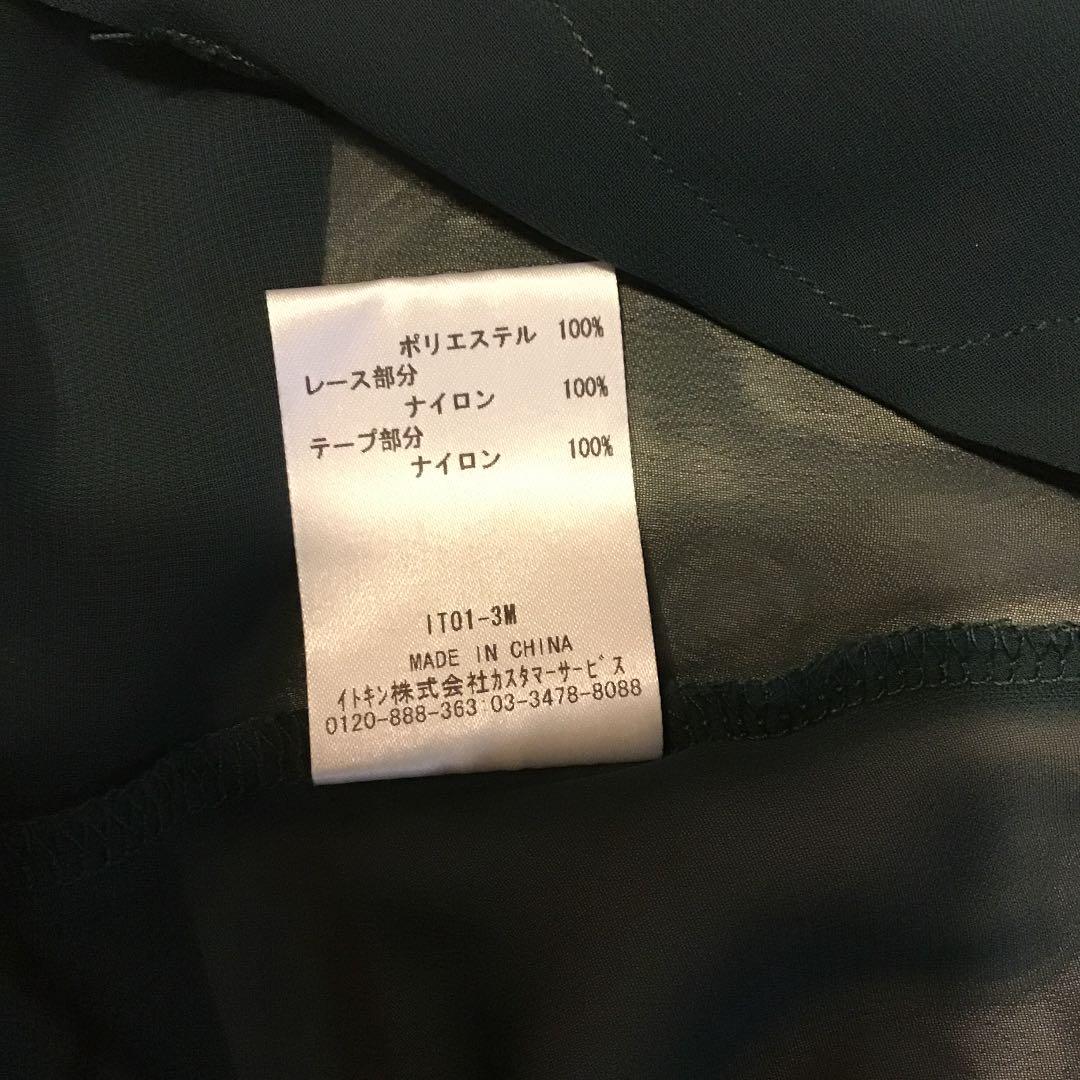 ポリエステル 100%
レース部分
ナイロン 100%
テープ部分
ナイロン 100%
IT01-3M
MADE IN CHINA
イトキン株式会社カスタマーサービス
0120-888-363 03-3478-8088